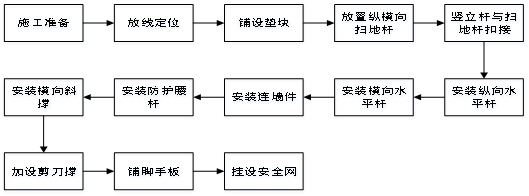 施工准备
放线定位
铺设垫块
放置纵横向
扫地杆
竖立杆与扫
地杆扣接
安装纵向水
平杆
安装横向水
平杆
安装连墙件
安装防护腰
杆
安装横向斜
撑
加设剪刀撑
铺脚手板
挂设安全网